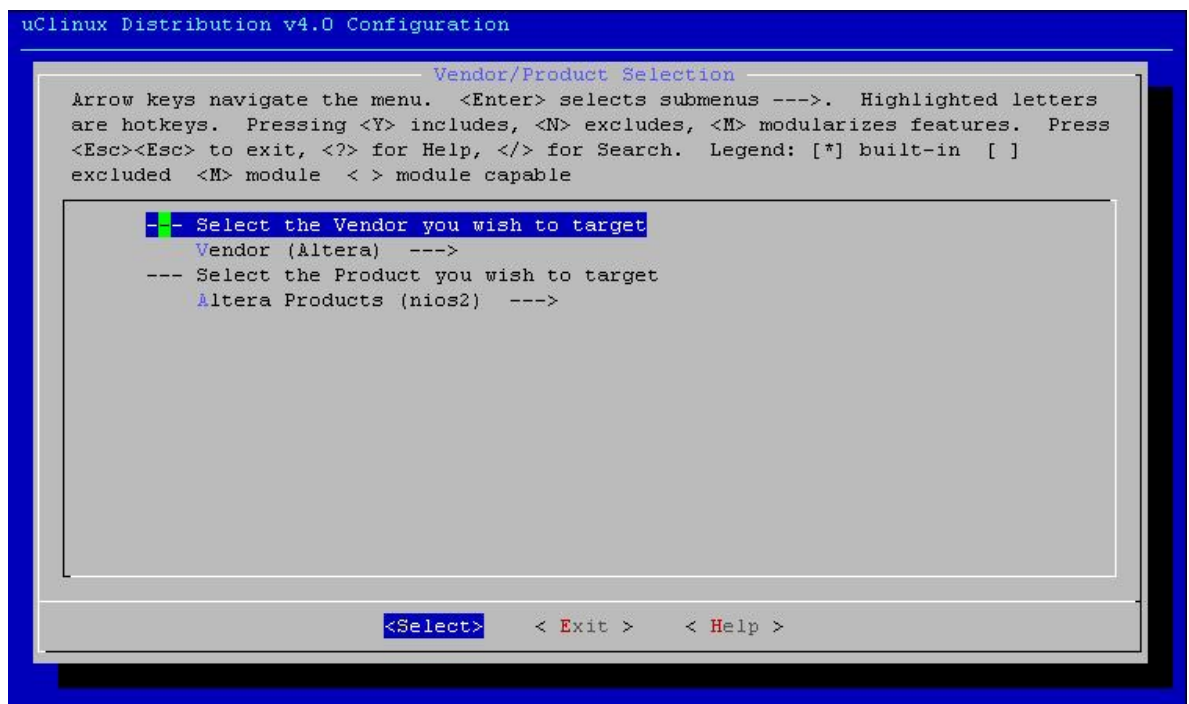 uClinux Distribution v4.0 Configuration
Vendor/Product Selection
Arrow keys navigate the menu.  <Enter> selects submenus --->.  Highlighted letters
are hotkeys.  Pressing <Y> includes, <N> excludes, <M> modularizes features.  Press
<Esc><Esc> to exit, <?> for Help, </> for Search.  Legend: [*] built-in  [ ]
excluded  <M> module  < > module capable
--- Select the Vendor you wish to target
Vendor (Altera)  --->
--- Select the Product you wish to target
Altera Products (nios2)  --->
<Select>    < Exit >    < Help >